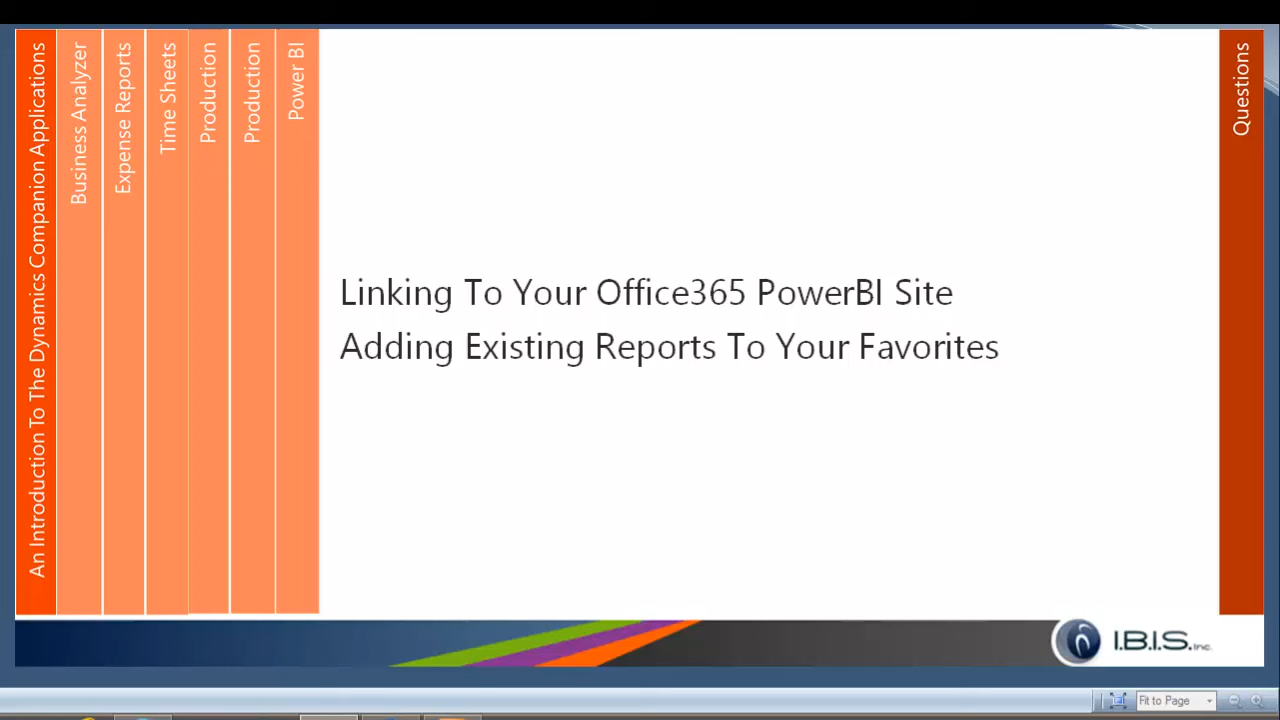 An Introduction To The Dynamics Companion Applications
Business Analyzer
Expense Reports
Time Sheets
Production
Production
Power BI
Linking To Your Office365 PowerBI Site
Adding Existing Reports To Your Favorites
Questions
I.B.I.S. Inc.
Fit to Page